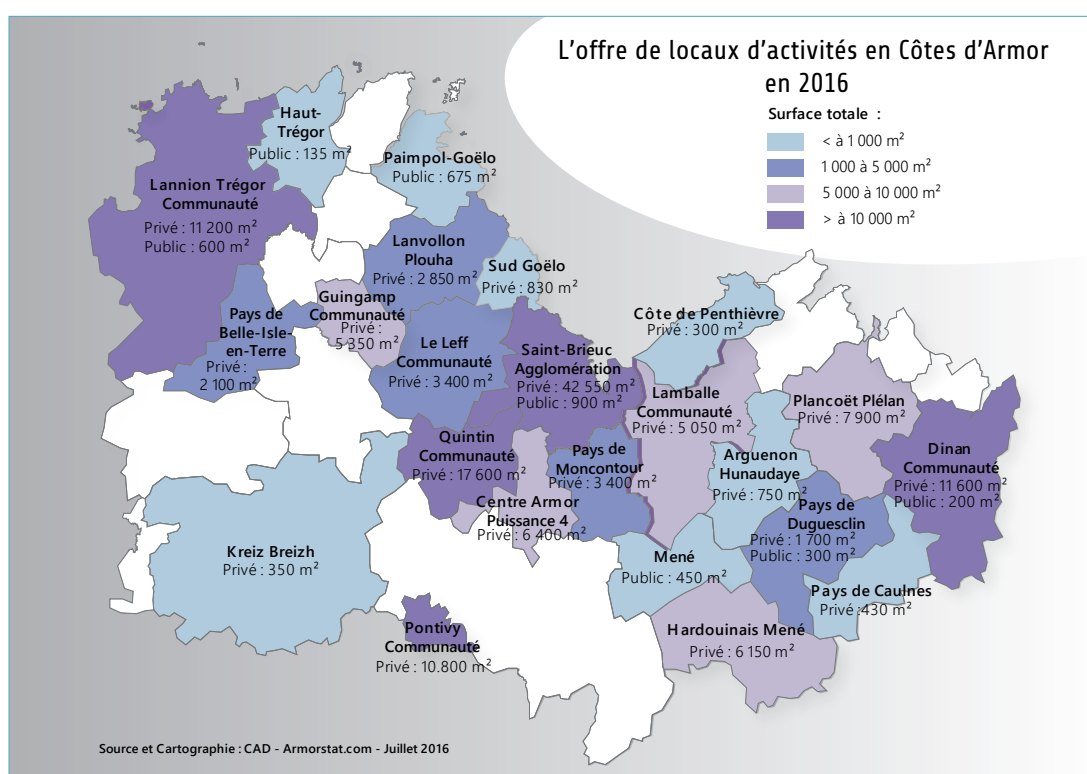 L'offre de locaux d'activités en Côtes d'Armor
en 2016
Surface totale :
< à 1 000 m²
1 000 à 5 000 m²
5 000 à 10 000 m²
> à 10 000 m²
Haut-
Trégor
Public : 135 m²
Paimpol-Goëlo
Public : 675 m²
Lannion Trégor
Communauté
Privé : 11 200 m²
Public : 600 m²
Lanvollon
Plouha
Privé : 2 850 m²
Sud Goëlo
Privé : 830 m²
Guingamp
Communauté
Privé :
5 350 m²
Pays de
Belle-Isle-
en-Terre
Privé :
2 100 m²
Le Leff
Communauté
Privé : 3 400 m²
Saint-Brieuc
Agglomération
Privé : 42 550 m²
Public : 900 m²
Côte de Penthièvre
Privé : 300 m²
Lamballe
Communauté
Privé : 5 050 m²
Plancoët Plélan
Privé : 7 900 m²
Quintin
Communauté
Privé : 17 600 m²
Pays de
Moncontour
Privé : 3 400 m²
Arguenon
Hunaudaye
Privé : 750 m²
Dinan
Communauté
Privé : 11 600 m²
Public : 200 m²
Centre Armor
Puissance 4
Privé : 6 400 m²
Pays de
Duguesclin
Privé : 1 700 m²
Public : 300 m²
Kreiz Breizh
Privé : 350 m²
Mené
Public : 450 m²
Pays de Caulnes
Privé :430 m²
Pontivy
Communauté
Privé : 10.800 m²
Hardouinais Mené
Privé : 6 150 m²
Source et Cartographie : CAD - Armorstat.com - Juillet 2016